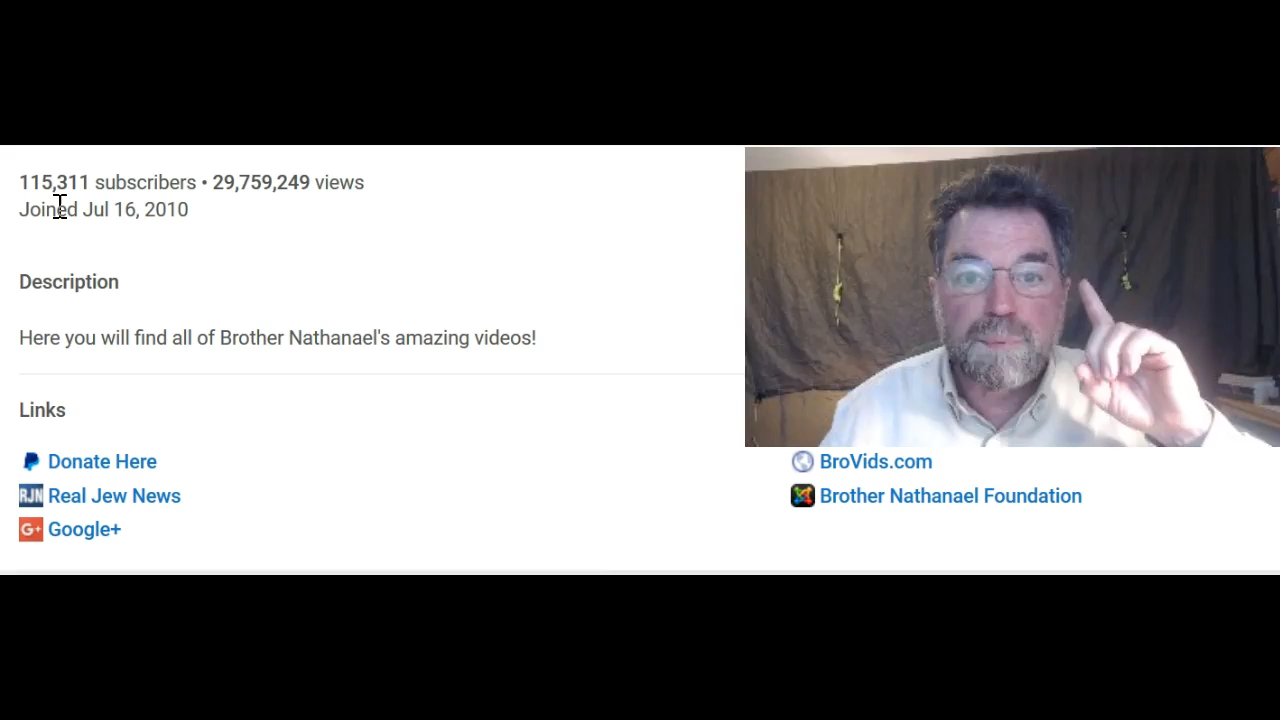 115,311 subscribers • 29,759,249 views
Joined Jul 16, 2010
Description
Here you will find all of Brother Nathanael's amazing videos!
Links
Donate Here
BroVids.com
RJN Real Jew News
Brother Nathanael Foundation
G+ Google+